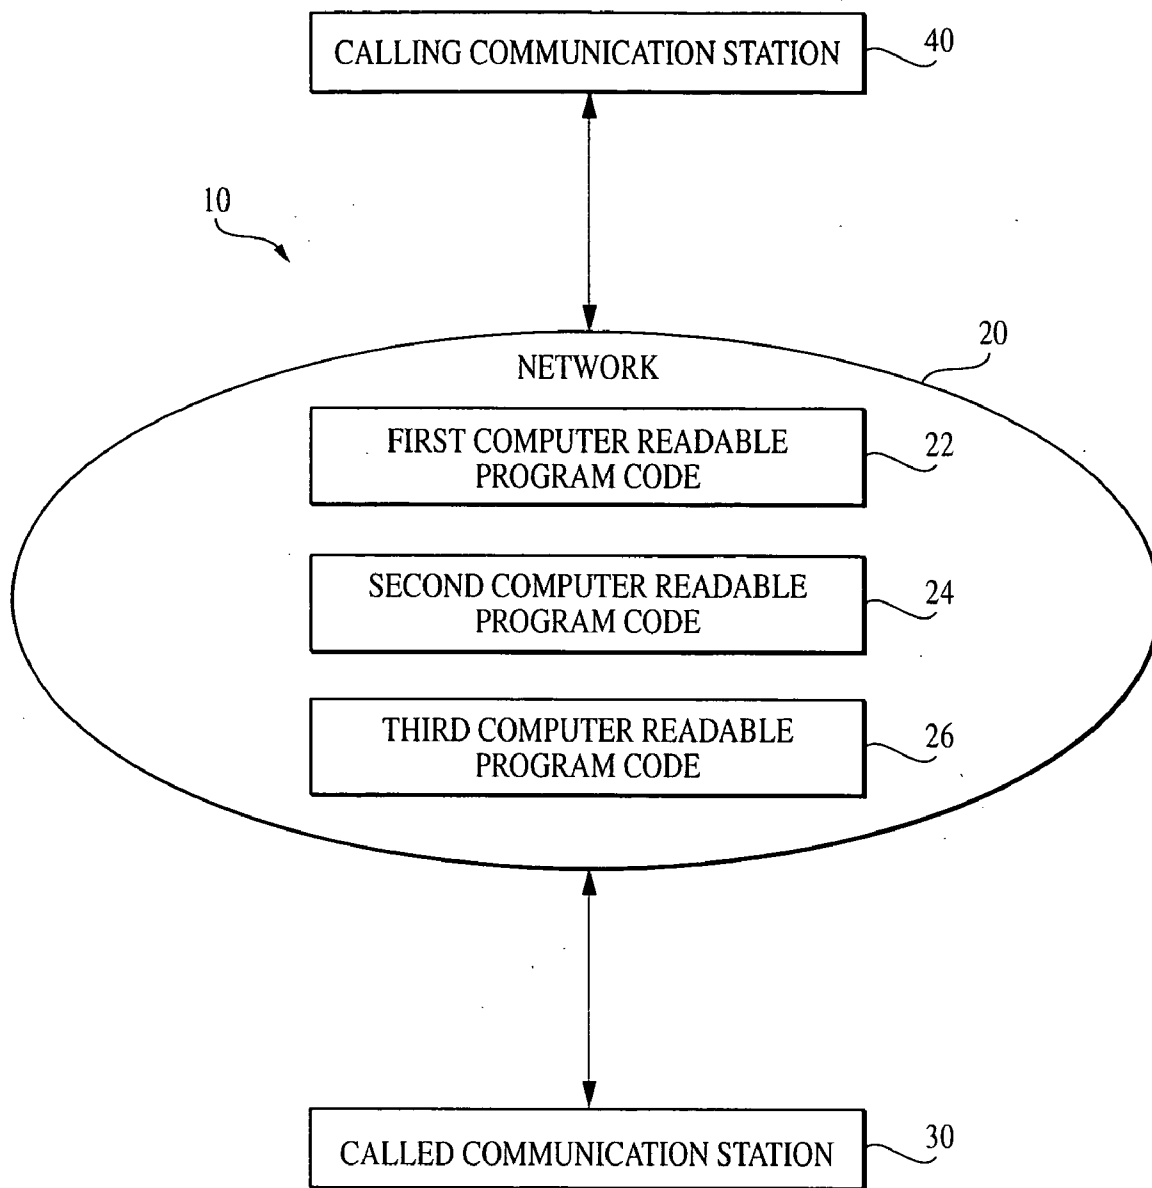 CALLING COMMUNICATION STATION
40
10
20
NETWORK
FIRST COMPUTER READABLE
PROGRAM CODE
22
SECOND COMPUTER READABLE
PROGRAM CODE
24
THIRD COMPUTER READABLE
PROGRAM CODE
26
CALLED COMMUNICATION STATION
30